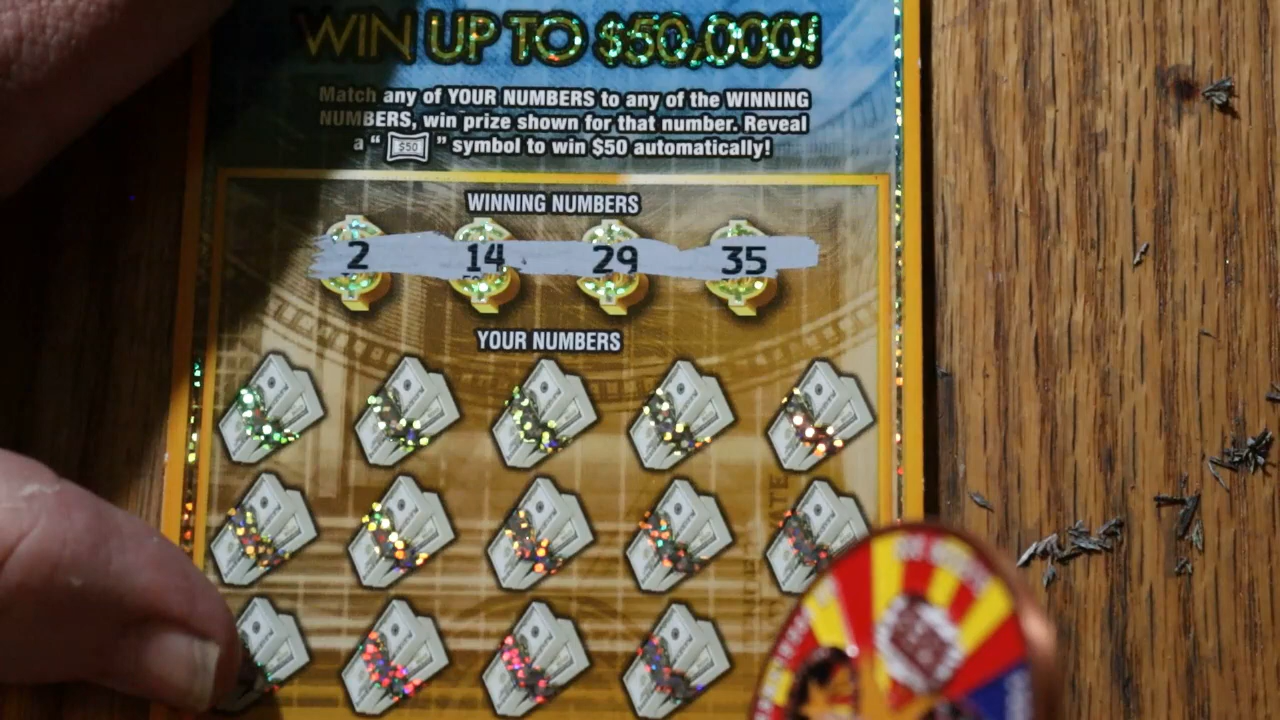 WIN UP TO $50,000!
Match any of YOUR NUMBERS to any of the WINNING
NUMBERS, win prize shown for that number. Reveal
a “ $50 ” symbol to win $50 automatically!
WINNING NUMBERS
2 14 29 35
YOUR NUMBERS